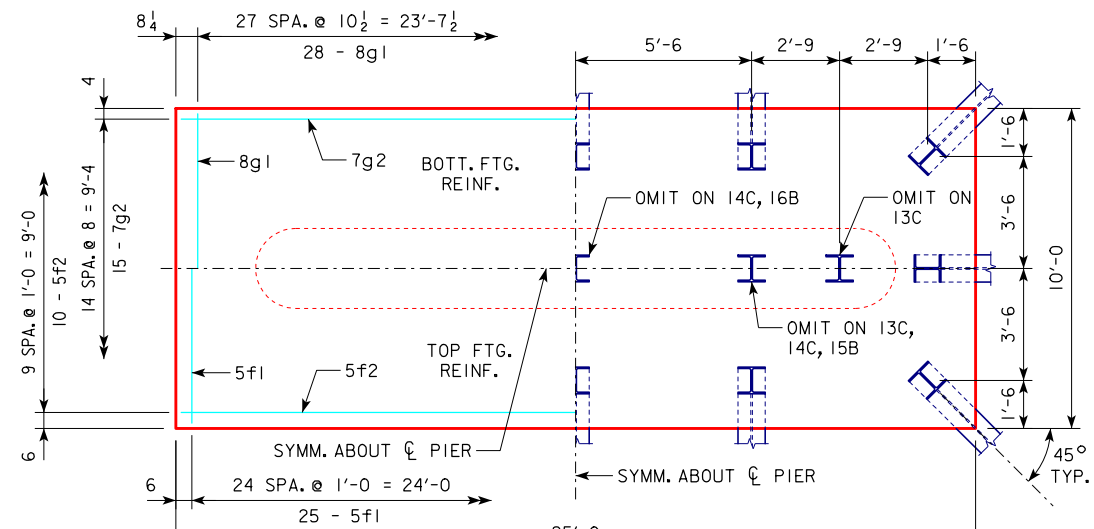 8¼
27 SPA. @ 10½ = 23'-7½
28 - 8g1
5'-6
2'-9
2'-9
1'-6
4
14 SPA. @ 8 = 9'-4
15 - 7g2
9 SPA. @ 1'-0 = 9'-0
10 - 5f2
6
8g1
7g2
BOTT. FTG.
REINF.
OMIT ON 14C, 16B
OMIT ON
13C
1'-6
3'-6
3'-6
1'-6
10'-0
OMIT ON 13C,
14C, 15B
TOP FTG.
REINF.
5f1
5f2
SYMM. ABOUT ℄ PIER
SYMM. ABOUT ℄ PIER
45°
TYP.
6
24 SPA. @ 1'-0 = 24'-0
25 - 5f1